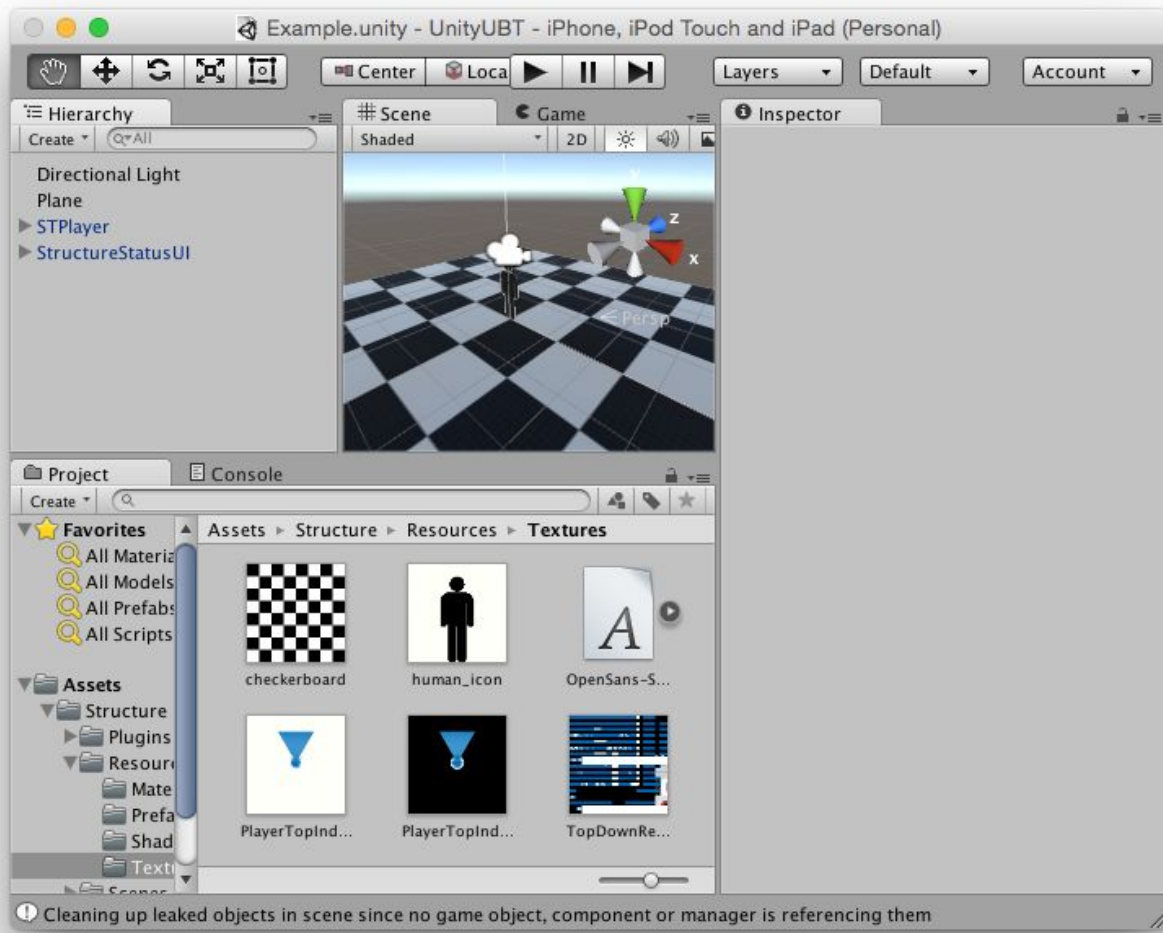 Example.unity - UnityUBT - iPhone, iPod Touch and iPad (Personal)
Center Loca Layers Default Account
Hierarchy
Create All
Directional Light
Plane
STPlayer
StructureStatusUI
Scene Game
Shaded 2D
y
z
x
Persp
Inspector
Project Console
Create
Favorites
All Materia
All Models
All Prefabs
All Scripts
Assets
Structure
Plugins
Resour
Mate
Prefa
Shad
Textu
Scenes
Assets Structure Resources Textures
checkerboard human_icon OpenSans-S...
PlayerTopInd... PlayerTopInd... TopDownRe...
Cleaning up leaked objects in scene since no game object, component or manager is referencing them